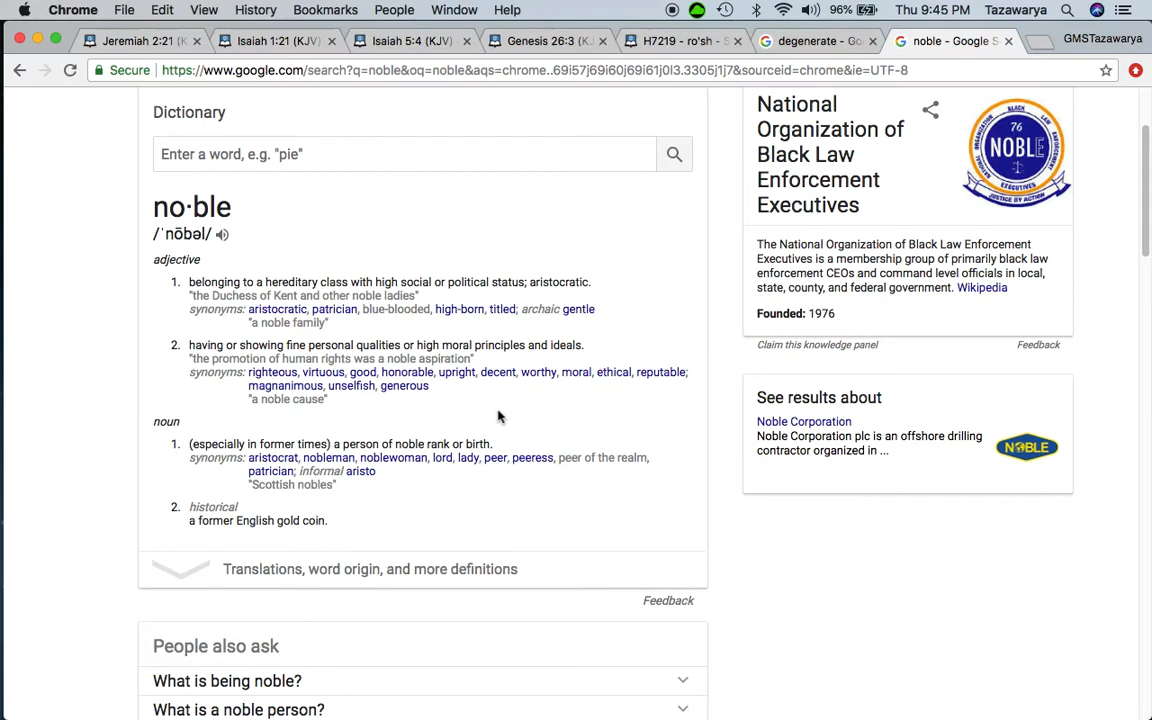 Chrome File Edit View History Bookmarks People Window Help 96% Thu 9:45 PM Tazawarya
Jeremiah 2:21 (K Isaiah 1:21 (KJV) Isaiah 5:4 (KJV) Genesis 26:3 (KJ H7219 - ro'sh - S degenerate - Goo noble - Google S GMSTazawarya
Secure https://www.google.com/search?q=noble&oq=noble&aqs=chrome..69i57j69i60j69i61j0l3.3305j1j7&sourceid=chrome&ie=UTF-8
Dictionary
Enter a word, e.g. "pie"
no·ble
/ˈnōbəl/
adjective
1. belonging to a hereditary class with high social or political status; aristocratic.
"the Duchess of Kent and other noble ladies"
synonyms: aristocratic, patrician, blue-blooded, high-born, titled; archaic gentle
"a noble family"
2. having or showing fine personal qualities or high moral principles and ideals.
"the promotion of human rights was a noble aspiration"
synonyms: righteous, virtuous, good, honorable, upright, decent, worthy, moral, ethical, reputable;
magnanimous, unselfish, generous
"a noble cause"
noun
1. (especially in former times) a person of noble rank or birth.
synonyms: aristocrat, nobleman, noblewoman, lord, lady, peer, peeress, peer of the realm,
patrician; informal aristo
"Scottish nobles"
2. historical
a former English gold coin.
Translations, word origin, and more definitions
Feedback
People also ask
What is being noble?
What is a noble person?
National
Organization of
Black Law
Enforcement
Executives
BLACK LAW ENFORCEMENT
ORGANIZATION
76
NOBLE
EXECUTIVES
JUSTICE BY ACTION
The National Organization of Black Law Enforcement
Executives is a membership group of primarily black law
enforcement CEOs and command level officials in local,
state, county, and federal government. Wikipedia
Founded: 1976
Claim this knowledge panel Feedback
See results about
Noble Corporation
Noble Corporation plc is an offshore drilling
contractor organized in ...
NOBLE